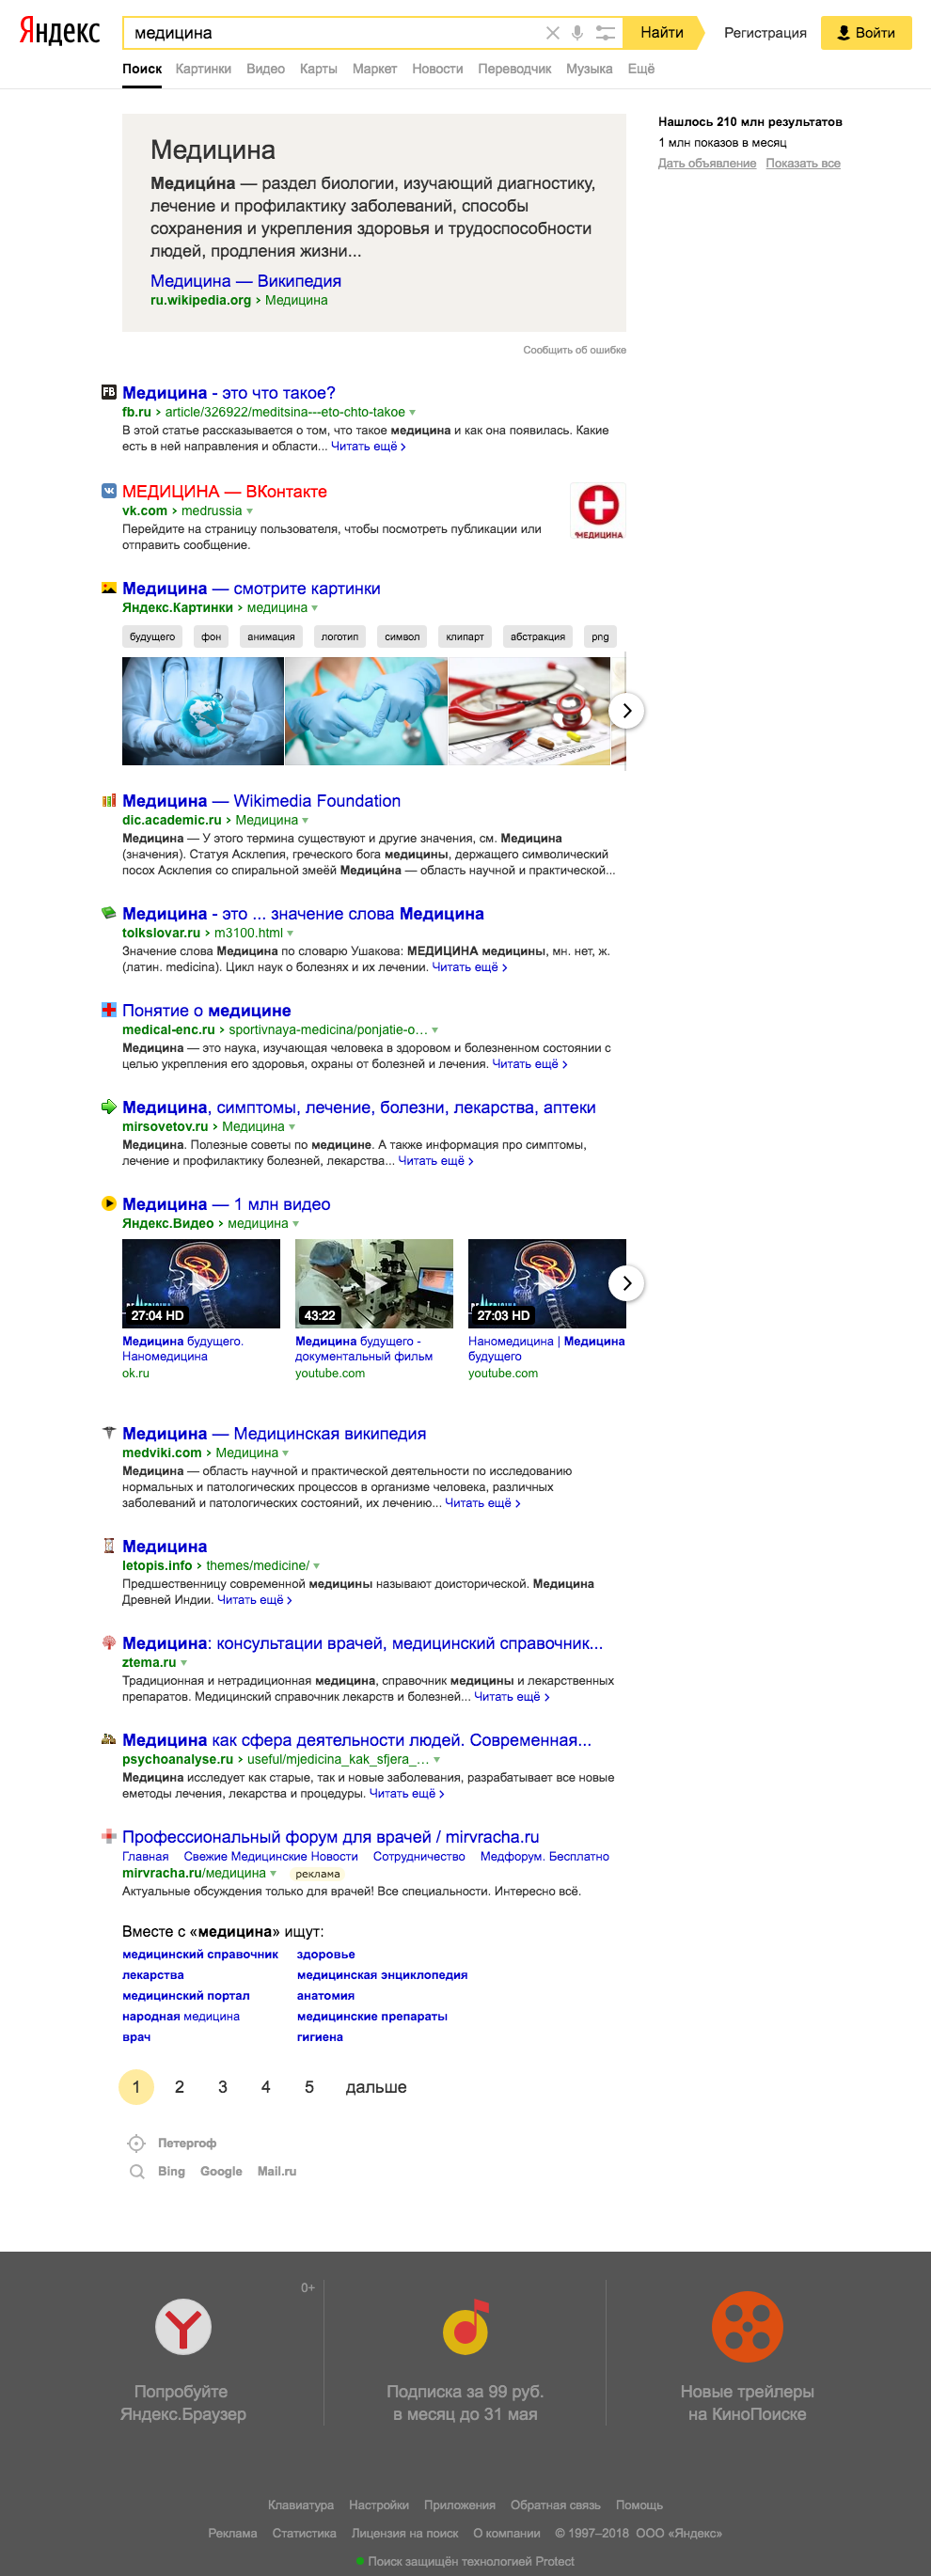 Яндекс
медицина
Найти
Регистрация
Войти
Поиск Картинки Видео Карты Маркет Новости Переводчик Музыка Ещё
Медицина
Медици́на — раздел биологии, изучающий диагностику,
лечение и профилактику заболеваний, способы
сохранения и укрепления здоровья и трудоспособности
людей, продления жизни...
Медицина — Википедия
ru.wikipedia.org › Медицина
Сообщить об ошибке
Нашлось 210 млн результатов
1 млн показов в месяц
Дать объявление Показать все
FB Медицина - это что такое?
fb.ru › article/326922/meditsina---eto-chto-takoe
В этой статье рассказывается о том, что такое медицина и как она появилась. Какие
есть в ней направления и области... Читать ещё ›
МЕДИЦИНА — ВКонтакте
vk.com › medrussia
Перейдите на страницу пользователя, чтобы посмотреть публикации или
отправить сообщение.
МЕДИЦИНА
Медицина — смотрите картинки
Яндекс.Картинки › медицина
будущего фон анимация логотип символ клипарт абстракция png
Медицина — Wikimedia Foundation
dic.academic.ru › Медицина
Медицина — У этого термина существуют и другие значения, см. Медицина
(значения). Статуя Асклепия, греческого бога медицины, держащего символический
посох Асклепия со спиральной змеёй Медици́на — область научной и практической...
Медицина - это ... значение слова Медицина
tolkslovar.ru › m3100.html
Значение слова Медицина по словарю Ушакова: МЕДИЦИНА медицины, мн. нет, ж.
(латин. medicina). Цикл наук о болезнях и их лечении. Читать ещё ›
Понятие о медицине
medical-enc.ru › sportivnaya-medicina/ponjatie-o…
Медицина — это наука, изучающая человека в здоровом и болезненном состоянии с
целью укрепления его здоровья, охраны от болезней и лечения. Читать ещё ›
Медицина, симптомы, лечение, болезни, лекарства, аптеки
mirsovetov.ru › Медицина
Медицина. Полезные советы по медицине. А также информация про симптомы,
лечение и профилактику болезней, лекарства... Читать ещё ›
Медицина — 1 млн видео
Яндекс.Видео › медицина
27:04 HD 43:22 27:03 HD
Медицина будущего.
Наномедицина
ok.ru
Медицина будущего -
документальный фильм
youtube.com
Наномедицина | Медицина
будущего
youtube.com
Медицина — Медицинская википедия
medviki.com › Медицина
Медицина — область научной и практической деятельности по исследованию
нормальных и патологических процессов в организме человека, различных
заболеваний и патологических состояний, их лечению... Читать ещё ›
Медицина
letopis.info › themes/medicine/
Предшественницу современной медицины называют доисторической. Медицина
Древней Индии. Читать ещё ›
Медицина: консультации врачей, медицинский справочник...
ztema.ru
Традиционная и нетрадиционная медицина, справочник медицины и лекарственных
препаратов. Медицинский справочник лекарств и болезней... Читать ещё ›
Медицина как сфера деятельности людей. Современная...
psychoanalyse.ru › useful/mjedicina_kak_sfjera_…
Медицина исследует как старые, так и новые заболевания, разрабатывает все новые
еметоды лечения, лекарства и процедуры. Читать ещё ›
Профессиональный форум для врачей / mirvracha.ru
Главная Свежие Медицинские Новости Сотрудничество Медфорум. Бесплатно
mirvracha.ru/медицина реклама
Актуальные обсуждения только для врачей! Все специальности. Интересно всё.
Вместе с «медицина» ищут:
медицинский справочник здоровье
лекарства медицинская энциклопедия
медицинский портал анатомия
народная медицина медицинские препараты
врач гигиена
1 2 3 4 5 дальше
Петергоф
Bing Google Mail.ru
0+
Попробуйте
Яндекс.Браузер
Подписка за 99 руб.
в месяц до 31 мая
Новые трейлеры
на КиноПоиске
Клавиатура Настройки Приложения Обратная связь Помощь
Реклама Статистика Лицензия на поиск О компании © 1997–2018 ООО «Яндекс»
Поиск защищён технологией Protect